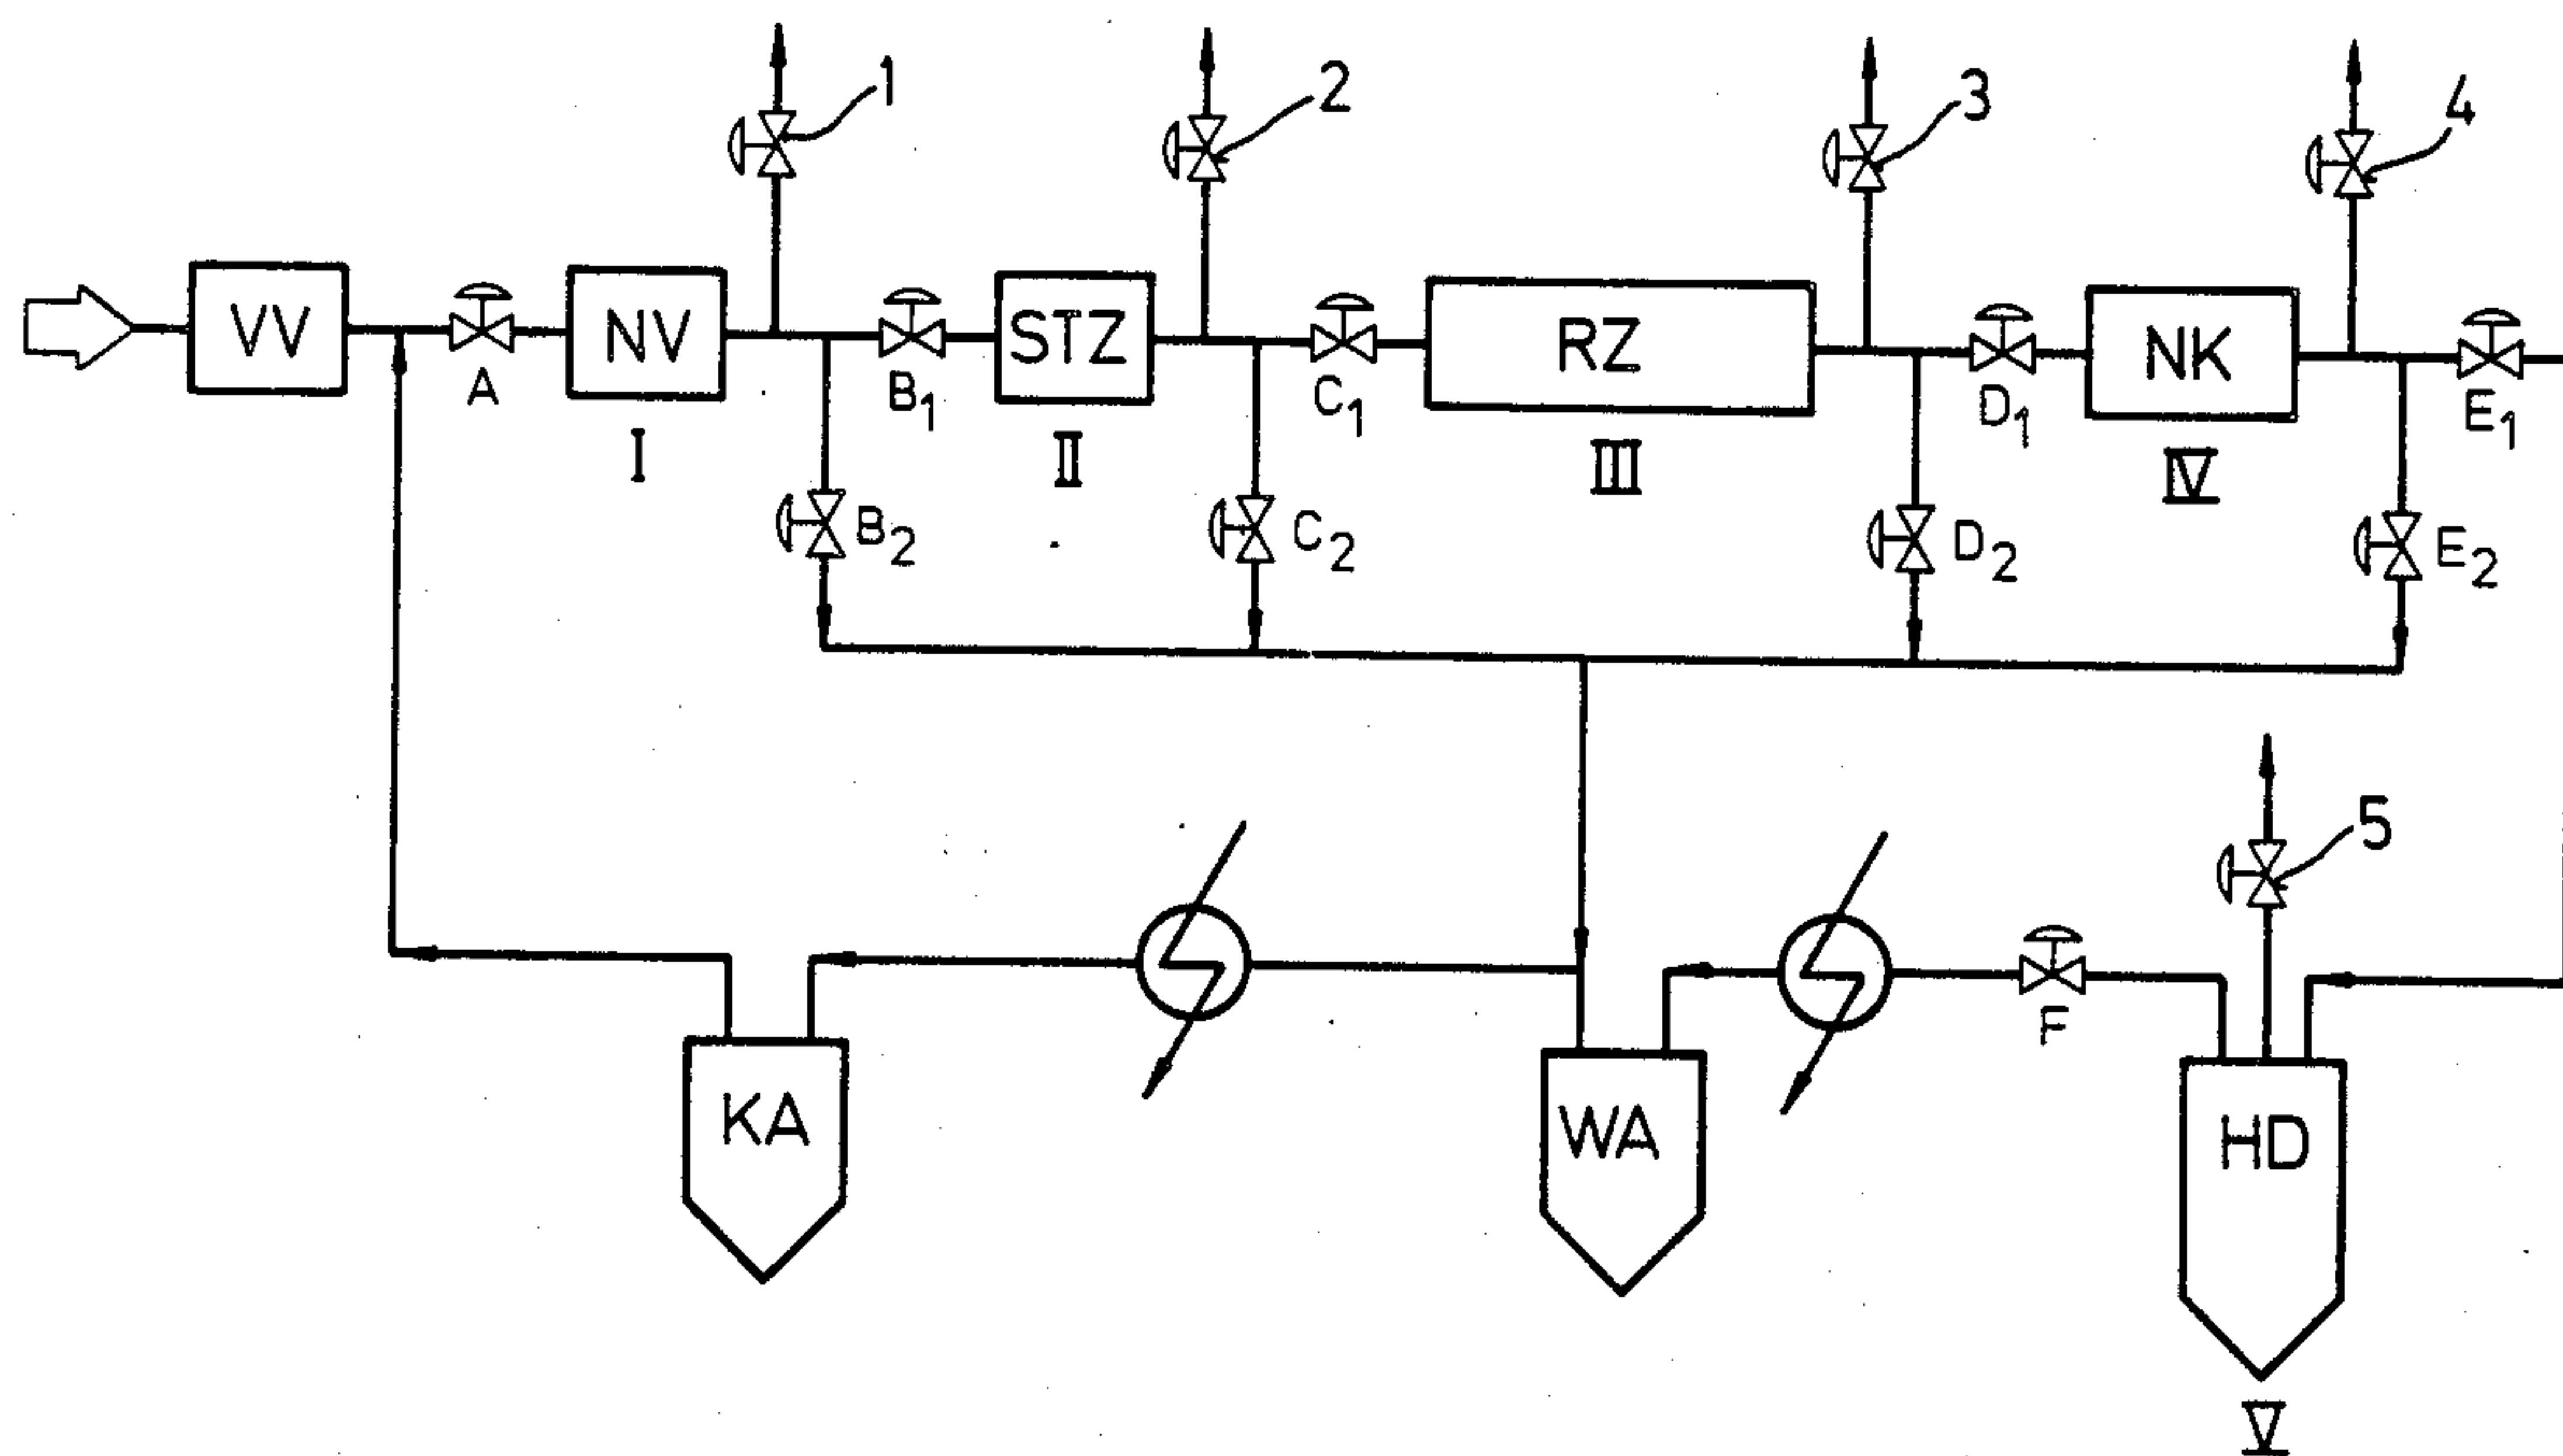 1
2
3
4
VV
A
NV
I
B1
STZ
II
C1
RZ
III
D1
NK
IV
E1
B2
C2
D2
E2
5
F
KA
WA
HD
V